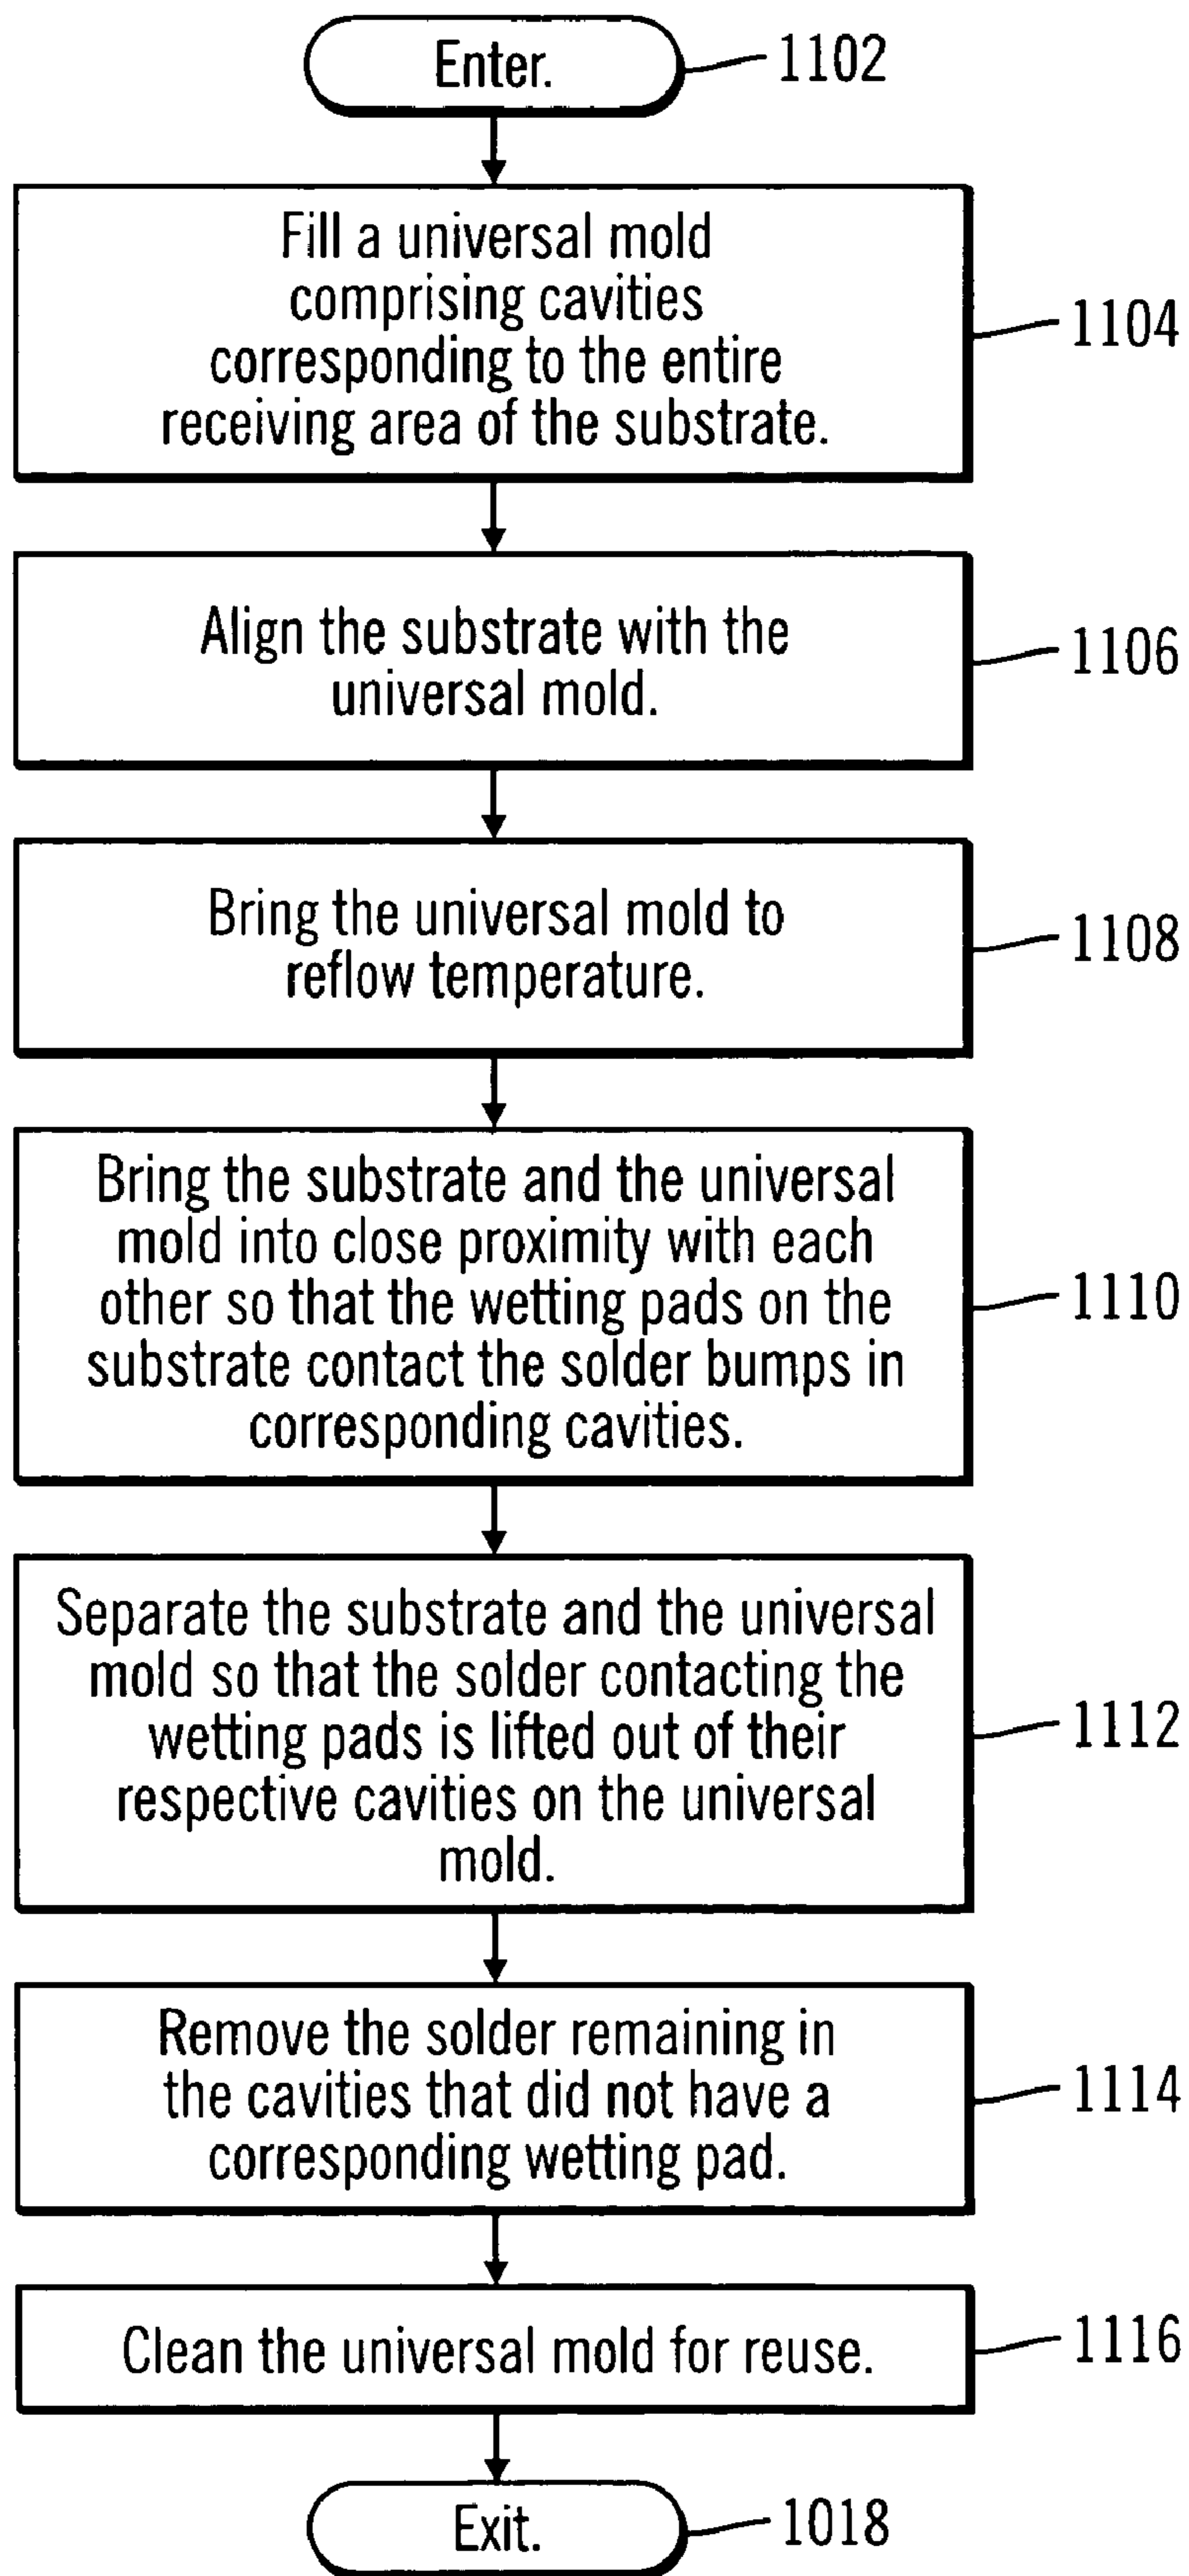 Enter.
1102
Fill a universal mold
comprising cavities
corresponding to the entire
receiving area of the substrate.
1104
Align the substrate with the
universal mold.
1106
Bring the universal mold to
reflow temperature.
1108
Bring the substrate and the universal
mold into close proximity with each
other so that the wetting pads on the
substrate contact the solder bumps in
corresponding cavities.
1110
Separate the substrate and the universal
mold so that the solder contacting the
wetting pads is lifted out of their
respective cavities on the universal
mold.
1112
Remove the solder remaining in
the cavities that did not have a
corresponding wetting pad.
1114
Clean the universal mold for reuse.
1116
Exit.
1018